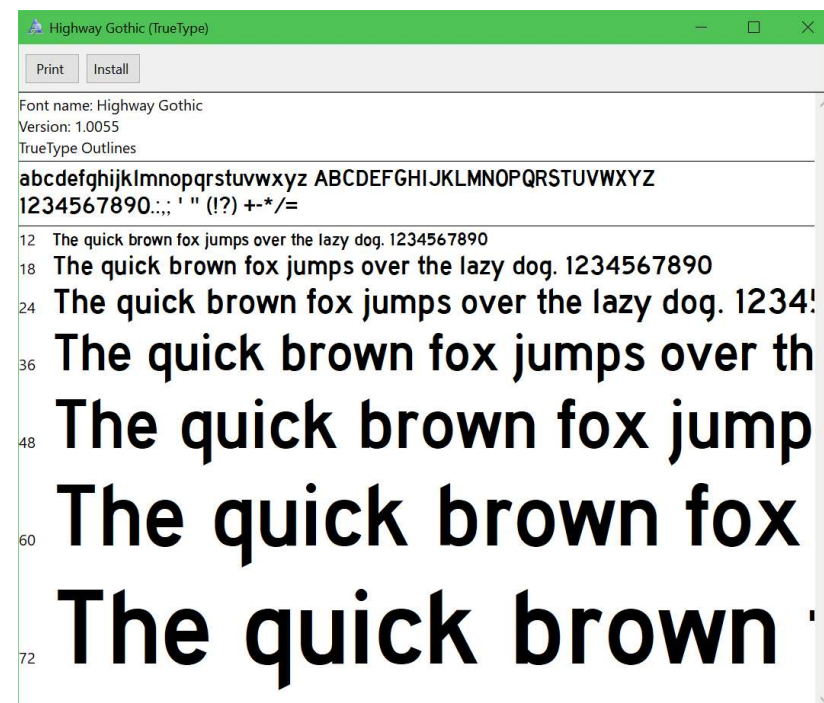 Highway Gothic (TrueType)
Print Install
Font name: Highway Gothic
Version: 1.0055
TrueType Outlines
abcdefghijklmnopqrstuvwxyz ABCDEFGHIJKLMNOPQRSTUVWXYZ
1234567890.:,; ' " (!?) +-*/=
12 The quick brown fox jumps over the lazy dog. 1234567890
18 The quick brown fox jumps over the lazy dog. 1234567890
24 The quick brown fox jumps over the lazy dog. 12345
36 The quick brown fox jumps over th
48 The quick brown fox jump
60 The quick brown fox
72 The quick brown